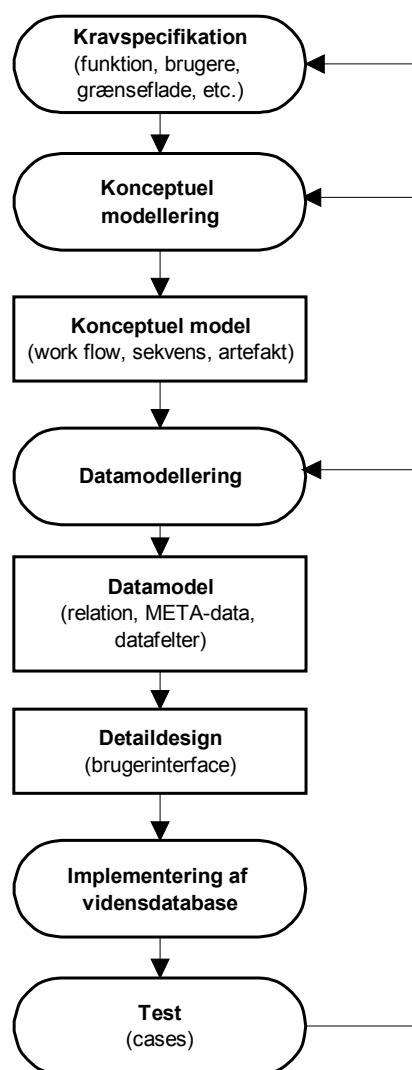 Kravspecifikation
(funktion, brugere,
grænseflade, etc.)
Konceptuel
modellering
Konceptuel model
(work flow, sekvens, artefakt)
Datamodellering
Datamodel
(relation, META-data,
datafelter)
Detaildesign
(brugerinterface)
Implementering af
vidensdatabase
Test
(cases)